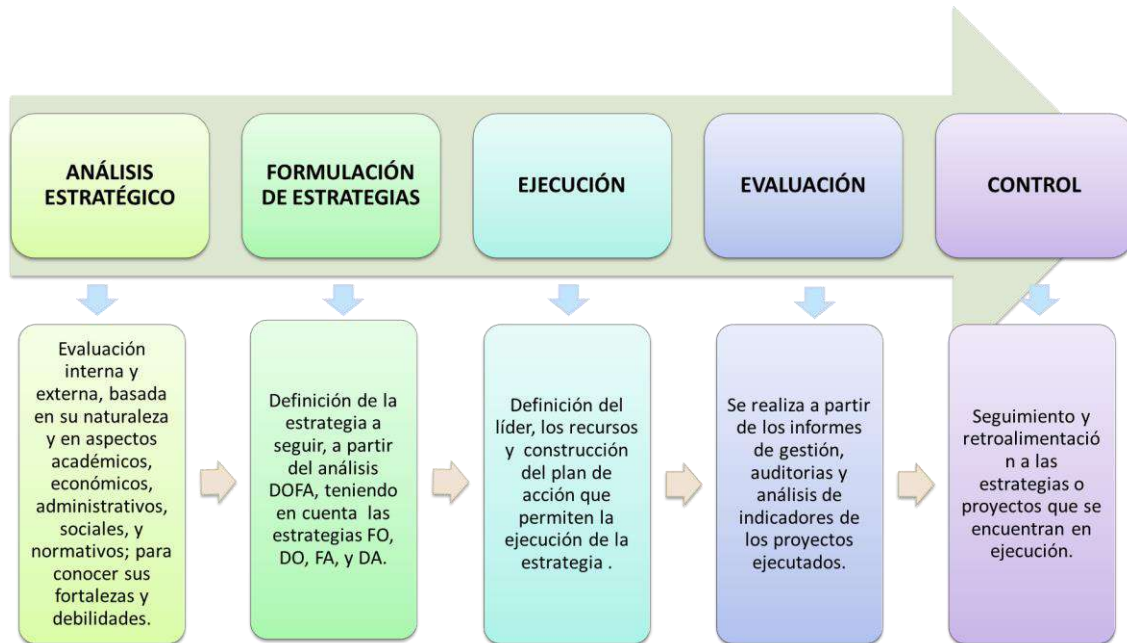 ANÁLISIS
ESTRATÉGICO
FORMULACIÓN
DE ESTRATEGIAS
EJECUCIÓN
EVALUACIÓN
CONTROL
Evaluación
interna y
externa, basada
en su naturaleza
y en aspectos
académicos,
económicos,
administrativos,
sociales, y
normativos; para
conocer sus
fortalezas y
debilidades.
Definición de la
estrategia a
seguir, a partir
del análisis
DOFA, teniendo
en cuenta las
estrategias FO,
DO, FA, y DA.
Definición del
líder, los recursos
y construcción
del plan de
acción que
permiten la
ejecución de la
estrategia .
Se realiza a partir
de los informes
de gestión,
auditorias y
análisis de
indicadores de
los proyectos
ejecutados.
Seguimiento y
retroalimentació
n a las
estrategias o
proyectos que se
encuentran en
ejecución.